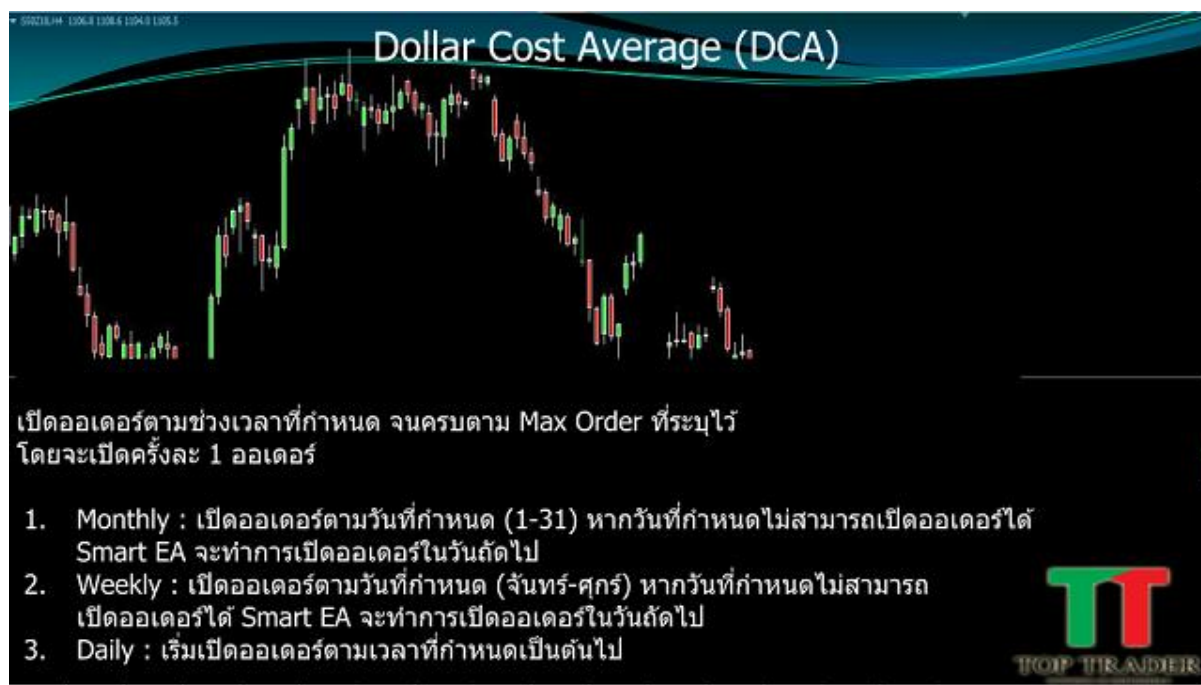 S50Z18,H4 1106.8 1108.6 1104.0 1105.5
Dollar Cost Average (DCA)
เปิดออเดอร์ตามช่วงเวลาที่กำหนด จนครบตาม Max Order ที่ระบุไว้
โดยจะเปิดครั้งละ 1 ออเดอร์
1. Monthly : เปิดออเดอร์ตามวันที่กำหนด (1-31) หากวันที่กำหนดไม่สามารถเปิดออเดอร์ได้
Smart EA จะทำการเปิดออเดอร์ในวันถัดไป
2. Weekly : เปิดออเดอร์ตามวันที่กำหนด (จันทร์-ศุกร์) หากวันที่กำหนดไม่สามารถ
เปิดออเดอร์ได้ Smart EA จะทำการเปิดออเดอร์ในวันถัดไป
3. Daily : เริ่มเปิดออเดอร์ตามเวลาที่กำหนดเป็นต้นไป
TOP TRADER